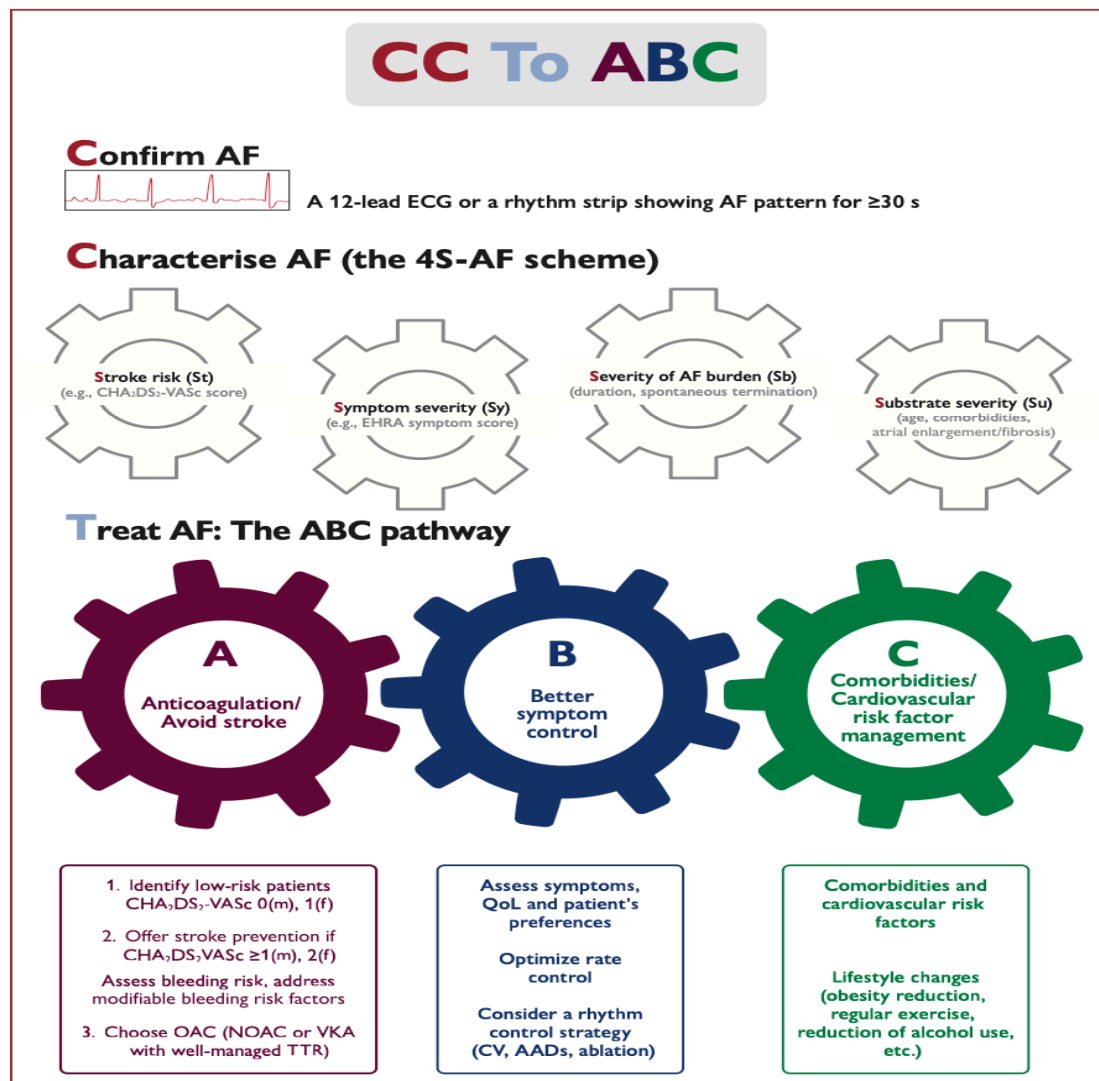 CC To ABC
Confirm AF
A 12-lead ECG or a rhythm strip showing AF pattern for ≥30 s
Characterise AF (the 4S-AF scheme)
Stroke risk (St)
(e.g., CHA₂DS₂-VASc score)
Symptom severity (Sy)
(e.g., EHRA symptom score)
Severity of AF burden (Sb)
(duration, spontaneous termination)
Substrate severity (Su)
(age, comorbidities,
atrial enlargement/fibrosis)
Treat AF: The ABC pathway
A
Anticoagulation/
Avoid stroke
B
Better
symptom
control
C
Comorbidities/
Cardiovascular
risk factor
management
1. Identify low-risk patients
CHA₂DS₂-VASc 0(m), 1(f)
2. Offer stroke prevention if
CHA₂DS₂VASc ≥1(m), 2(f)
Assess bleeding risk, address
modifiable bleeding risk factors
3. Choose OAC (NOAC or VKA
with well-managed TTR)
Assess symptoms,
QoL and patient's
preferences
Optimize rate
control
Consider a rhythm
control strategy
(CV, AADs, ablation)
Comorbidities and
cardiovascular risk
factors
Lifestyle changes
(obesity reduction,
regular exercise,
reduction of alcohol use,
etc.)